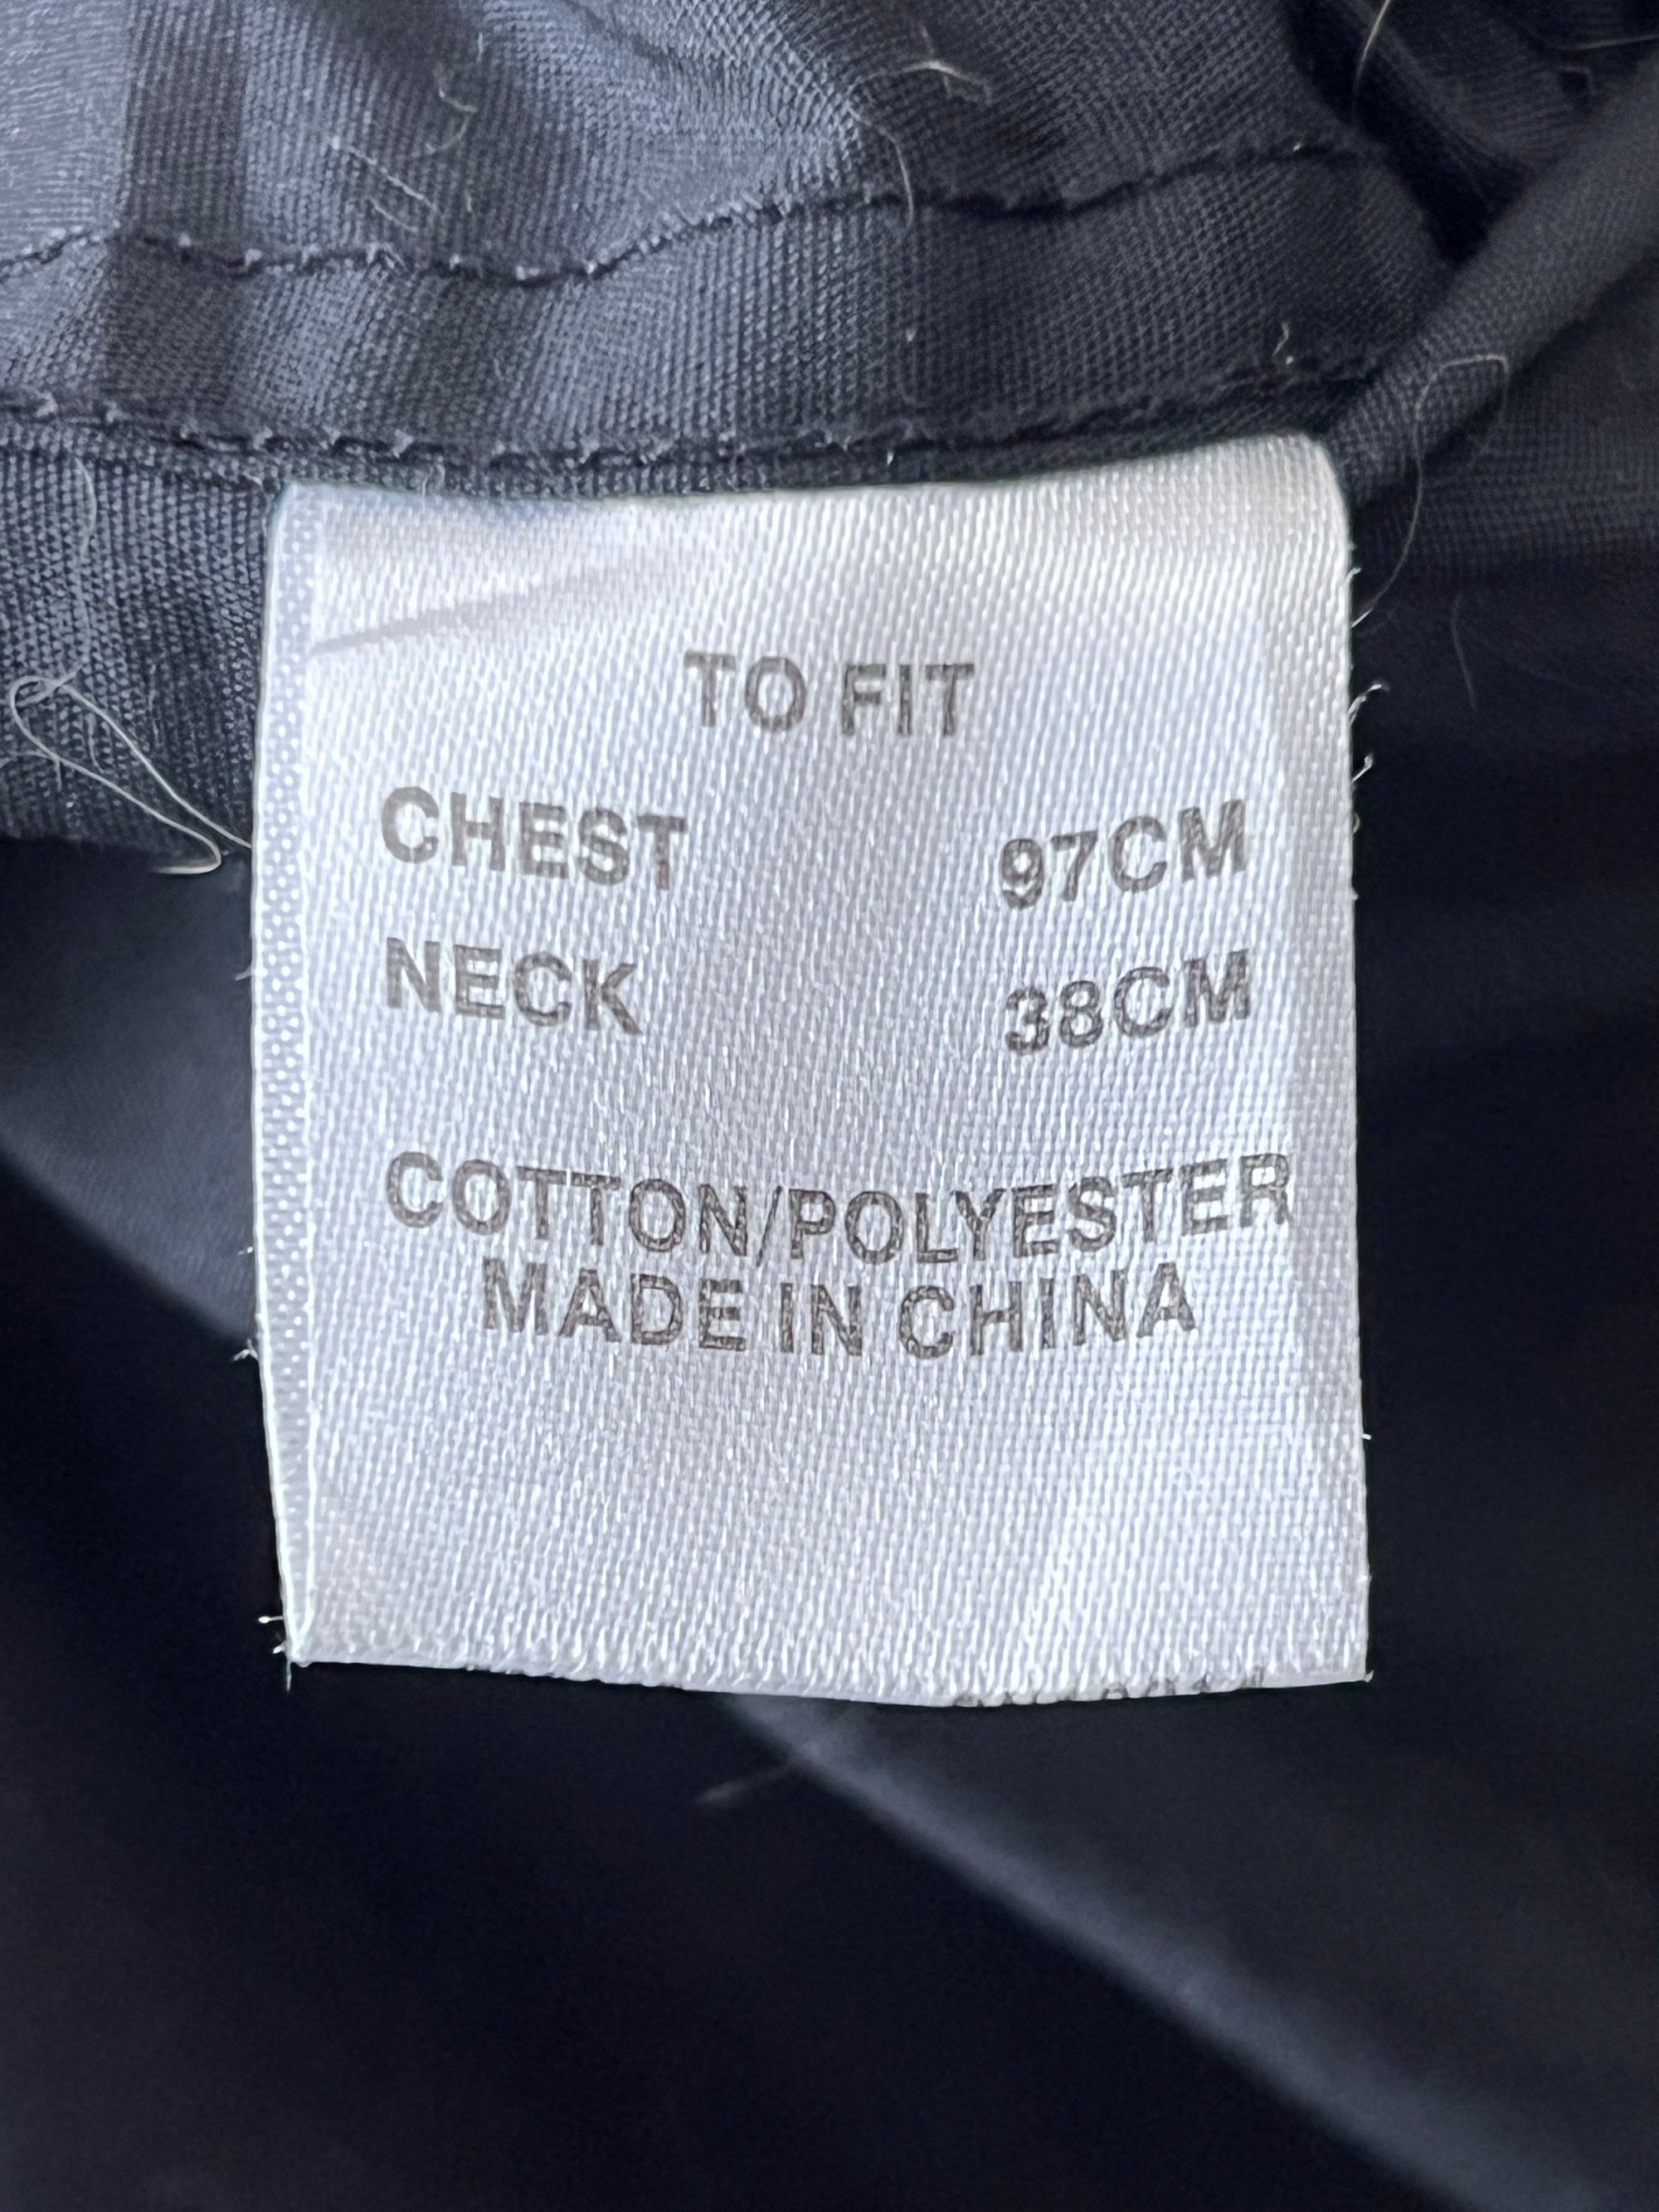 TO FIT
CHEST 97CM
NECK 38CM
COTTON/POLYESTER
MADE IN CHINA